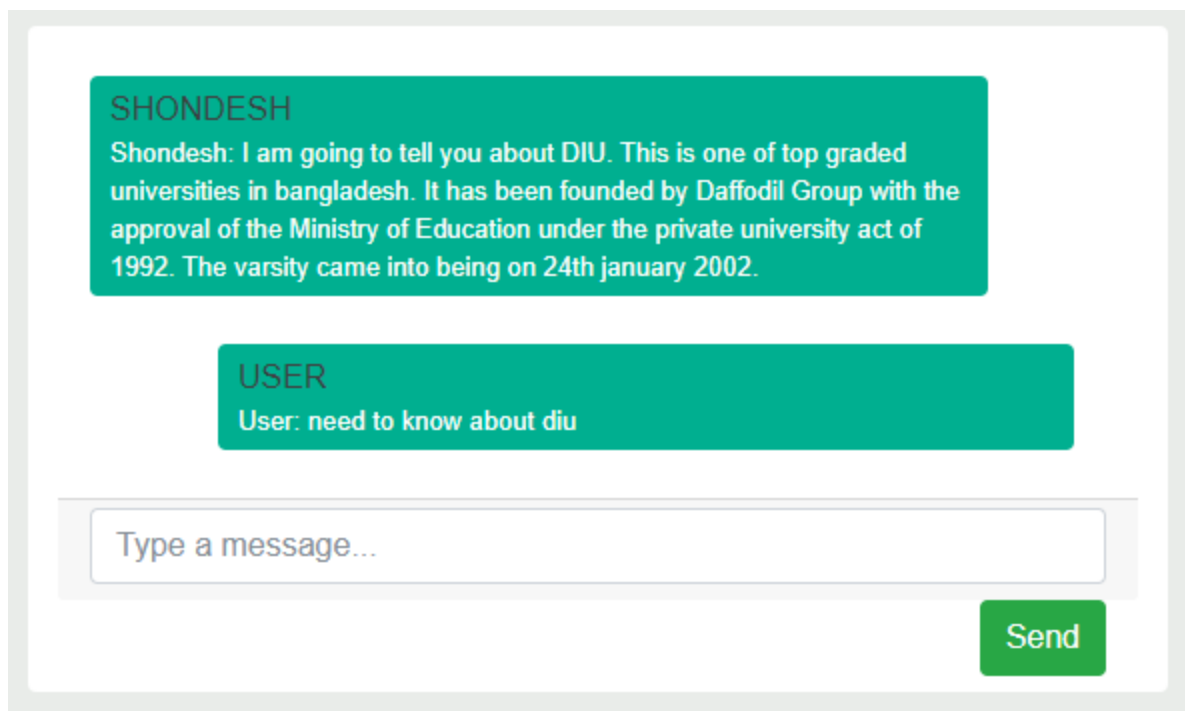 SHONDESH
Shondesh: I am going to tell you about DIU. This is one of top graded
universities in bangladesh. It has been founded by Daffodil Group with the
approval of the Ministry of Education under the private university act of
1992. The varsity came into being on 24th january 2002.
USER
User: need to know about diu
Type a message...
Send